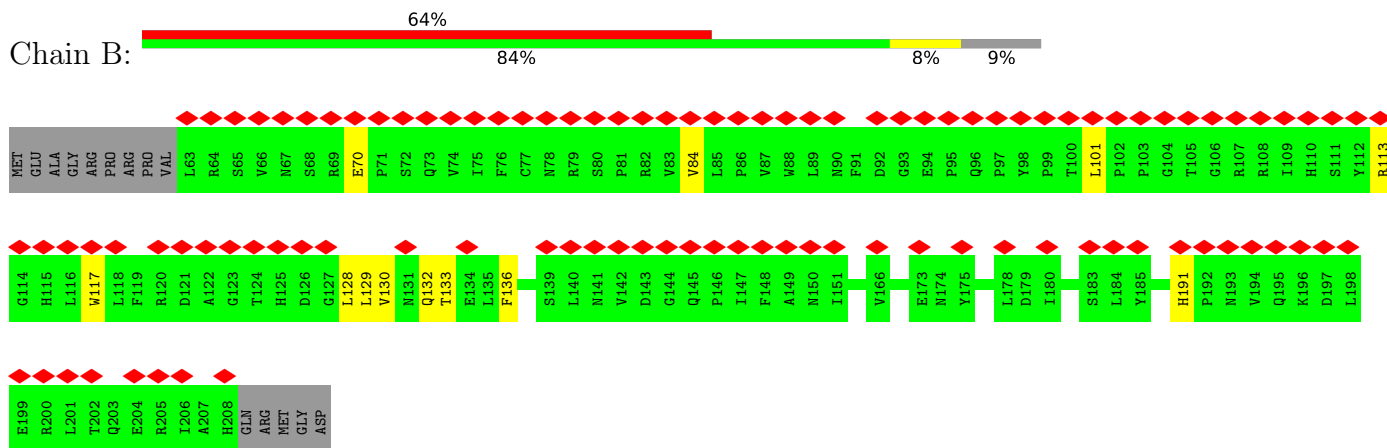 64%
Chain B:
84% 8% 9%
MET GLU ALA GLY ARG PRO ARG PRO VAL L63 R64 S65 V66 N67 S68 R69 E70 P71 S72 Q73 V74 I75 F76 C77 N78 R79 S80 P81 R82 V83 V84 L85 P86 V87 W88 L89 N90 F91 D92 G93 E94 P95 Q96 P97 Y98 P99 T100 L101 P102 P103 G104 T105 G106 R107 R108 I109 H110 S111 Y112 R113
G114 H115 L116 W117 L118 F119 R120 D121 A122 G123 T124 H125 D126 G127 L128 L129 V130 N131 Q132 T133 E134 L135 F136 S139 L140 N141 V142 D143 G144 Q145 P146 I147 F148 A149 N150 I151 V166 E173 N174 Y175 L178 D179 I180 S183 L184 Y185 H191 P192 N193 V194 Q195 K196 D197 L198
E199 R200 L201 T202 Q203 E204 R205 I206 A207 H208 GLN ARG MET GLY ASP